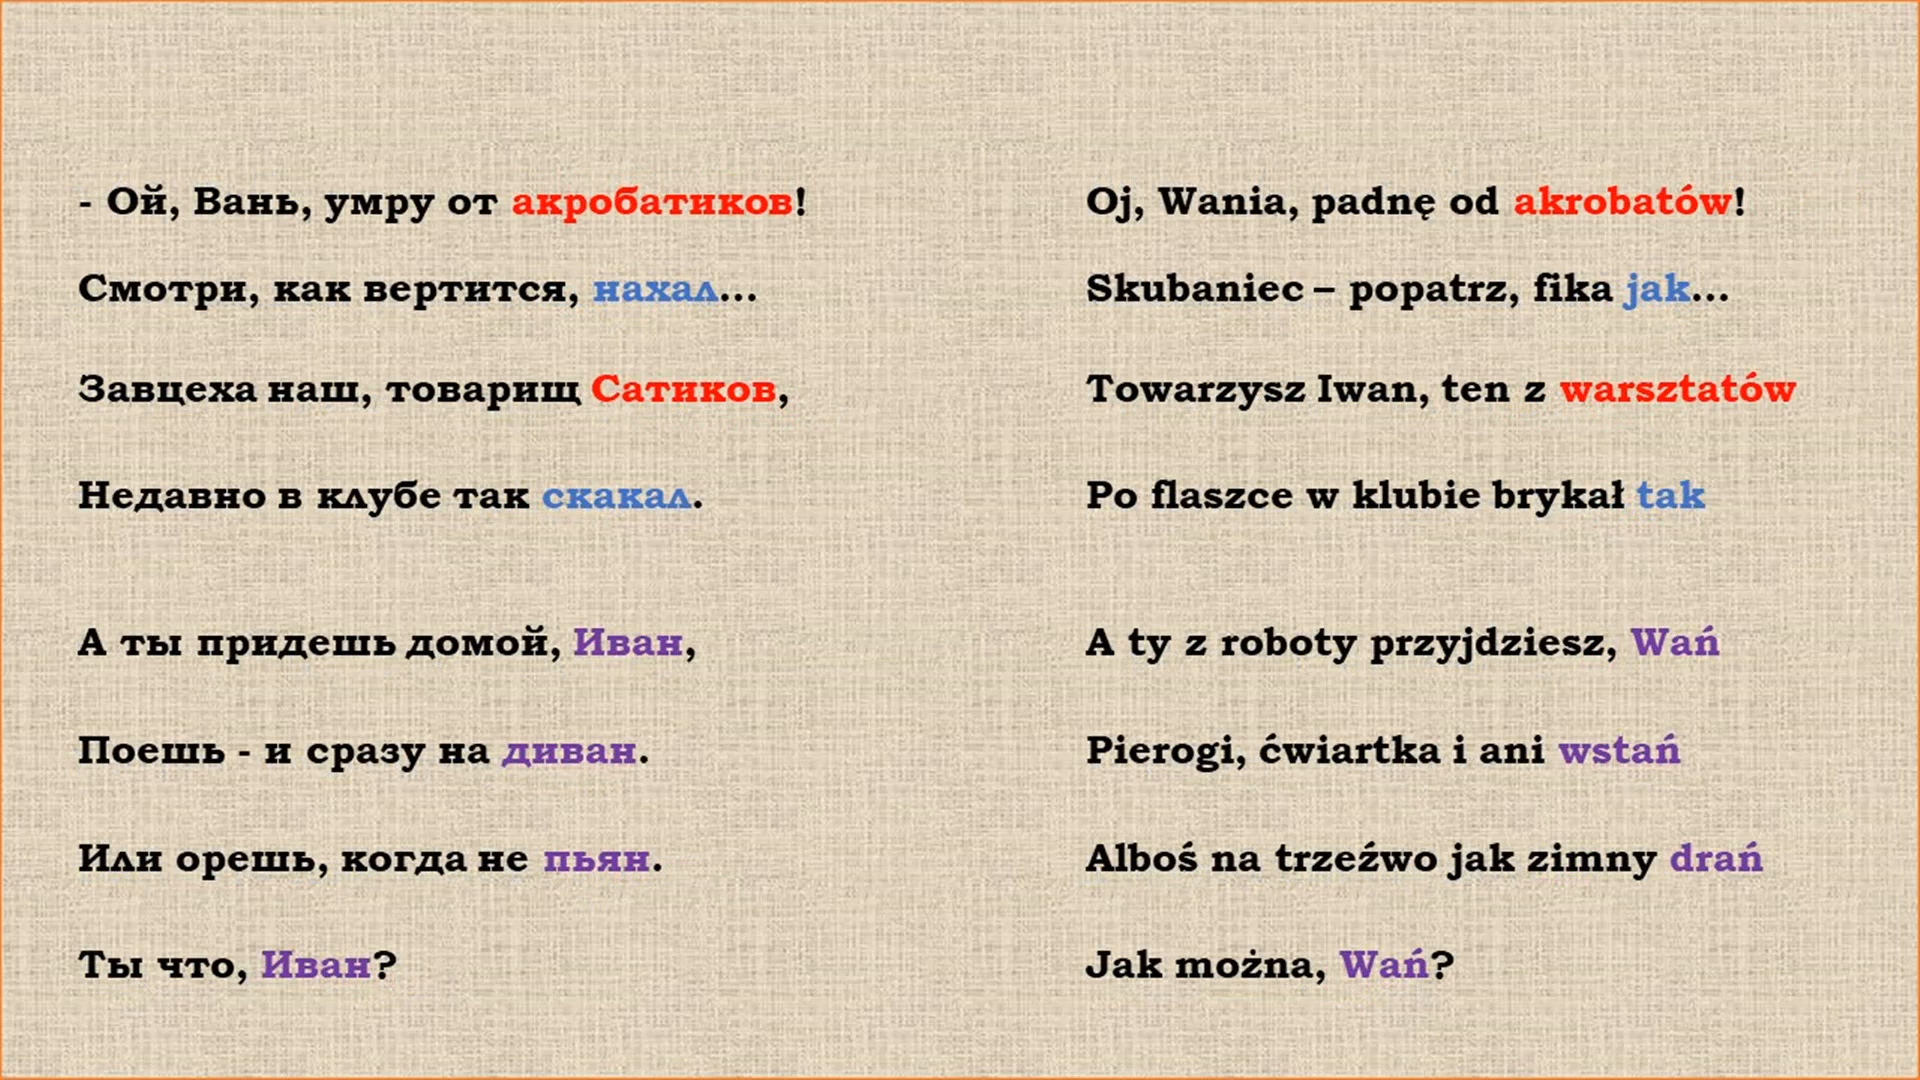 - Ой, Вань, умру от акробатиков!
Смотри, как вертится, нахал...
Завцеха наш, товарищ Сатиков,
Недавно в клубе так скакал.
А ты придешь домой, Иван,
Поешь - и сразу на диван.
Или орешь, когда не пьян.
Ты что, Иван?
Oj, Wania, padnę od akrobatów!
Skubaniec – popatrz, fika jak...
Towarzysz Iwan, ten z warsztatów
Po flaszce w klubie brykał tak
A ty z roboty przyjdziesz, Wań
Pierogi, ćwiartka i ani wstań
Alboś na trzeźwo jak zimny drań
Jak można, Wań?